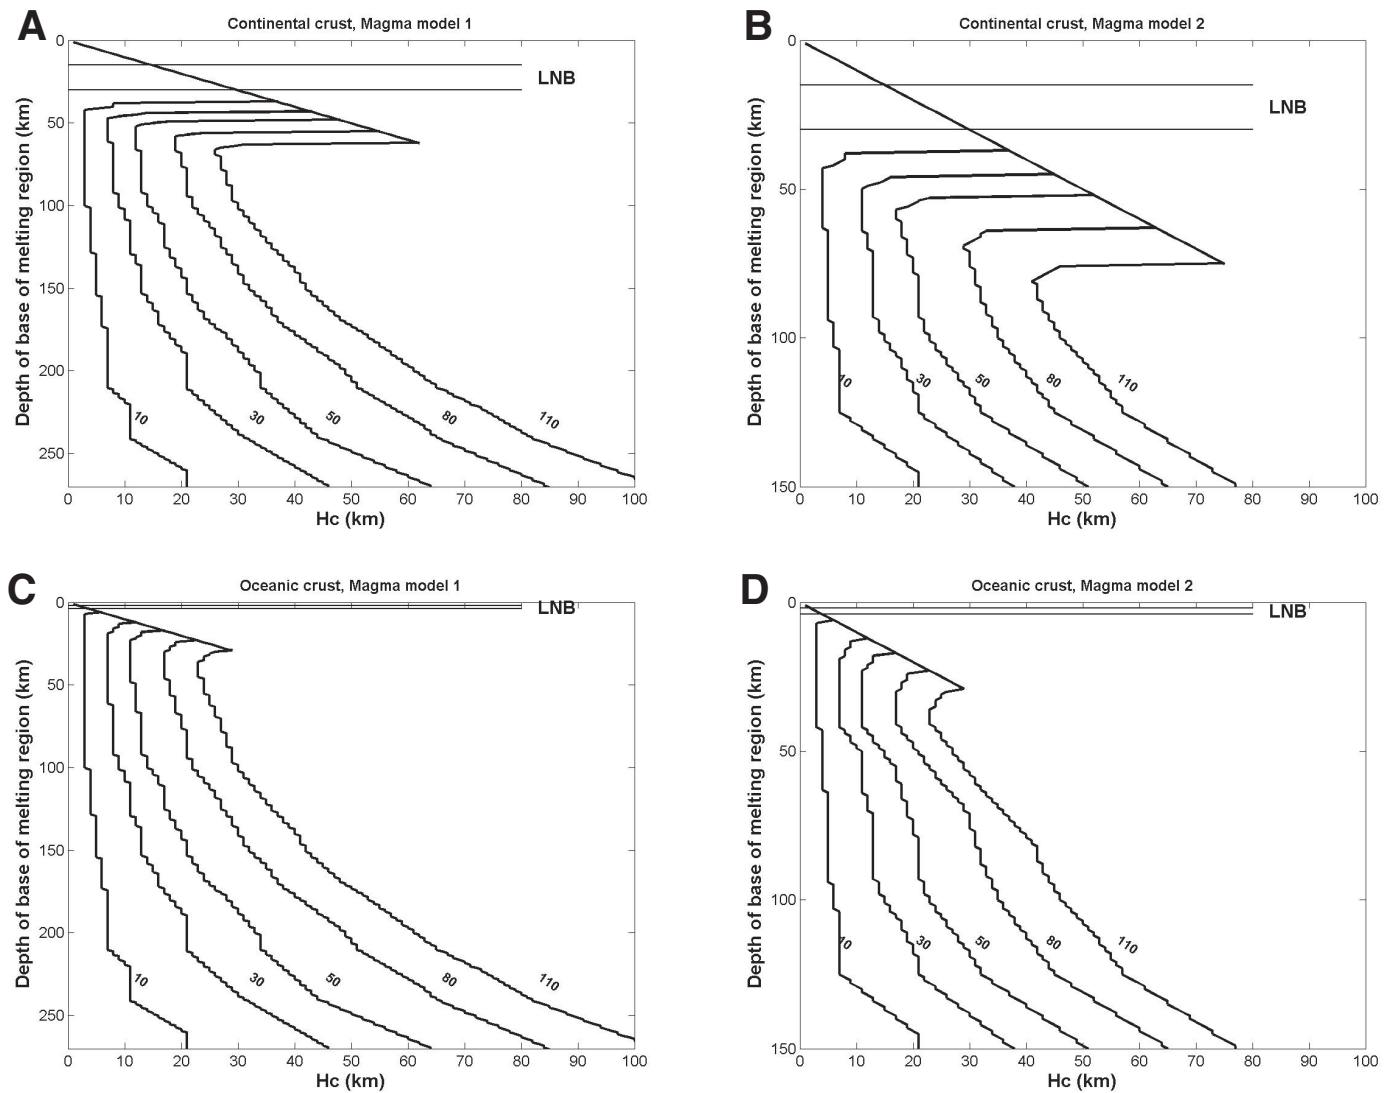 A
Continental crust, Magma model 1
0
50
100
150
200
250
Depth of base of melting region (km)
LNB
10
30
50
80
110
0 10 20 30 40 50 60 70 80 90 100
Hc (km)
B
Continental crust, Magma model 2
0
50
100
150
Depth of base of melting region (km)
LNB
10
30
50
80
110
0 10 20 30 40 50 60 70 80 90 100
Hc (km)
C
Oceanic crust, Magma model 1
0
50
100
150
200
250
Depth of base of melting region (km)
LNB
10
30
50
80
110
0 10 20 30 40 50 60 70 80 90 100
Hc (km)
D
Oceanic crust, Magma model 2
0
50
100
150
Depth of base of melting region (km)
LNB
10
30
50
80
110
0 10 20 30 40 50 60 70 80 90 100
Hc (km)